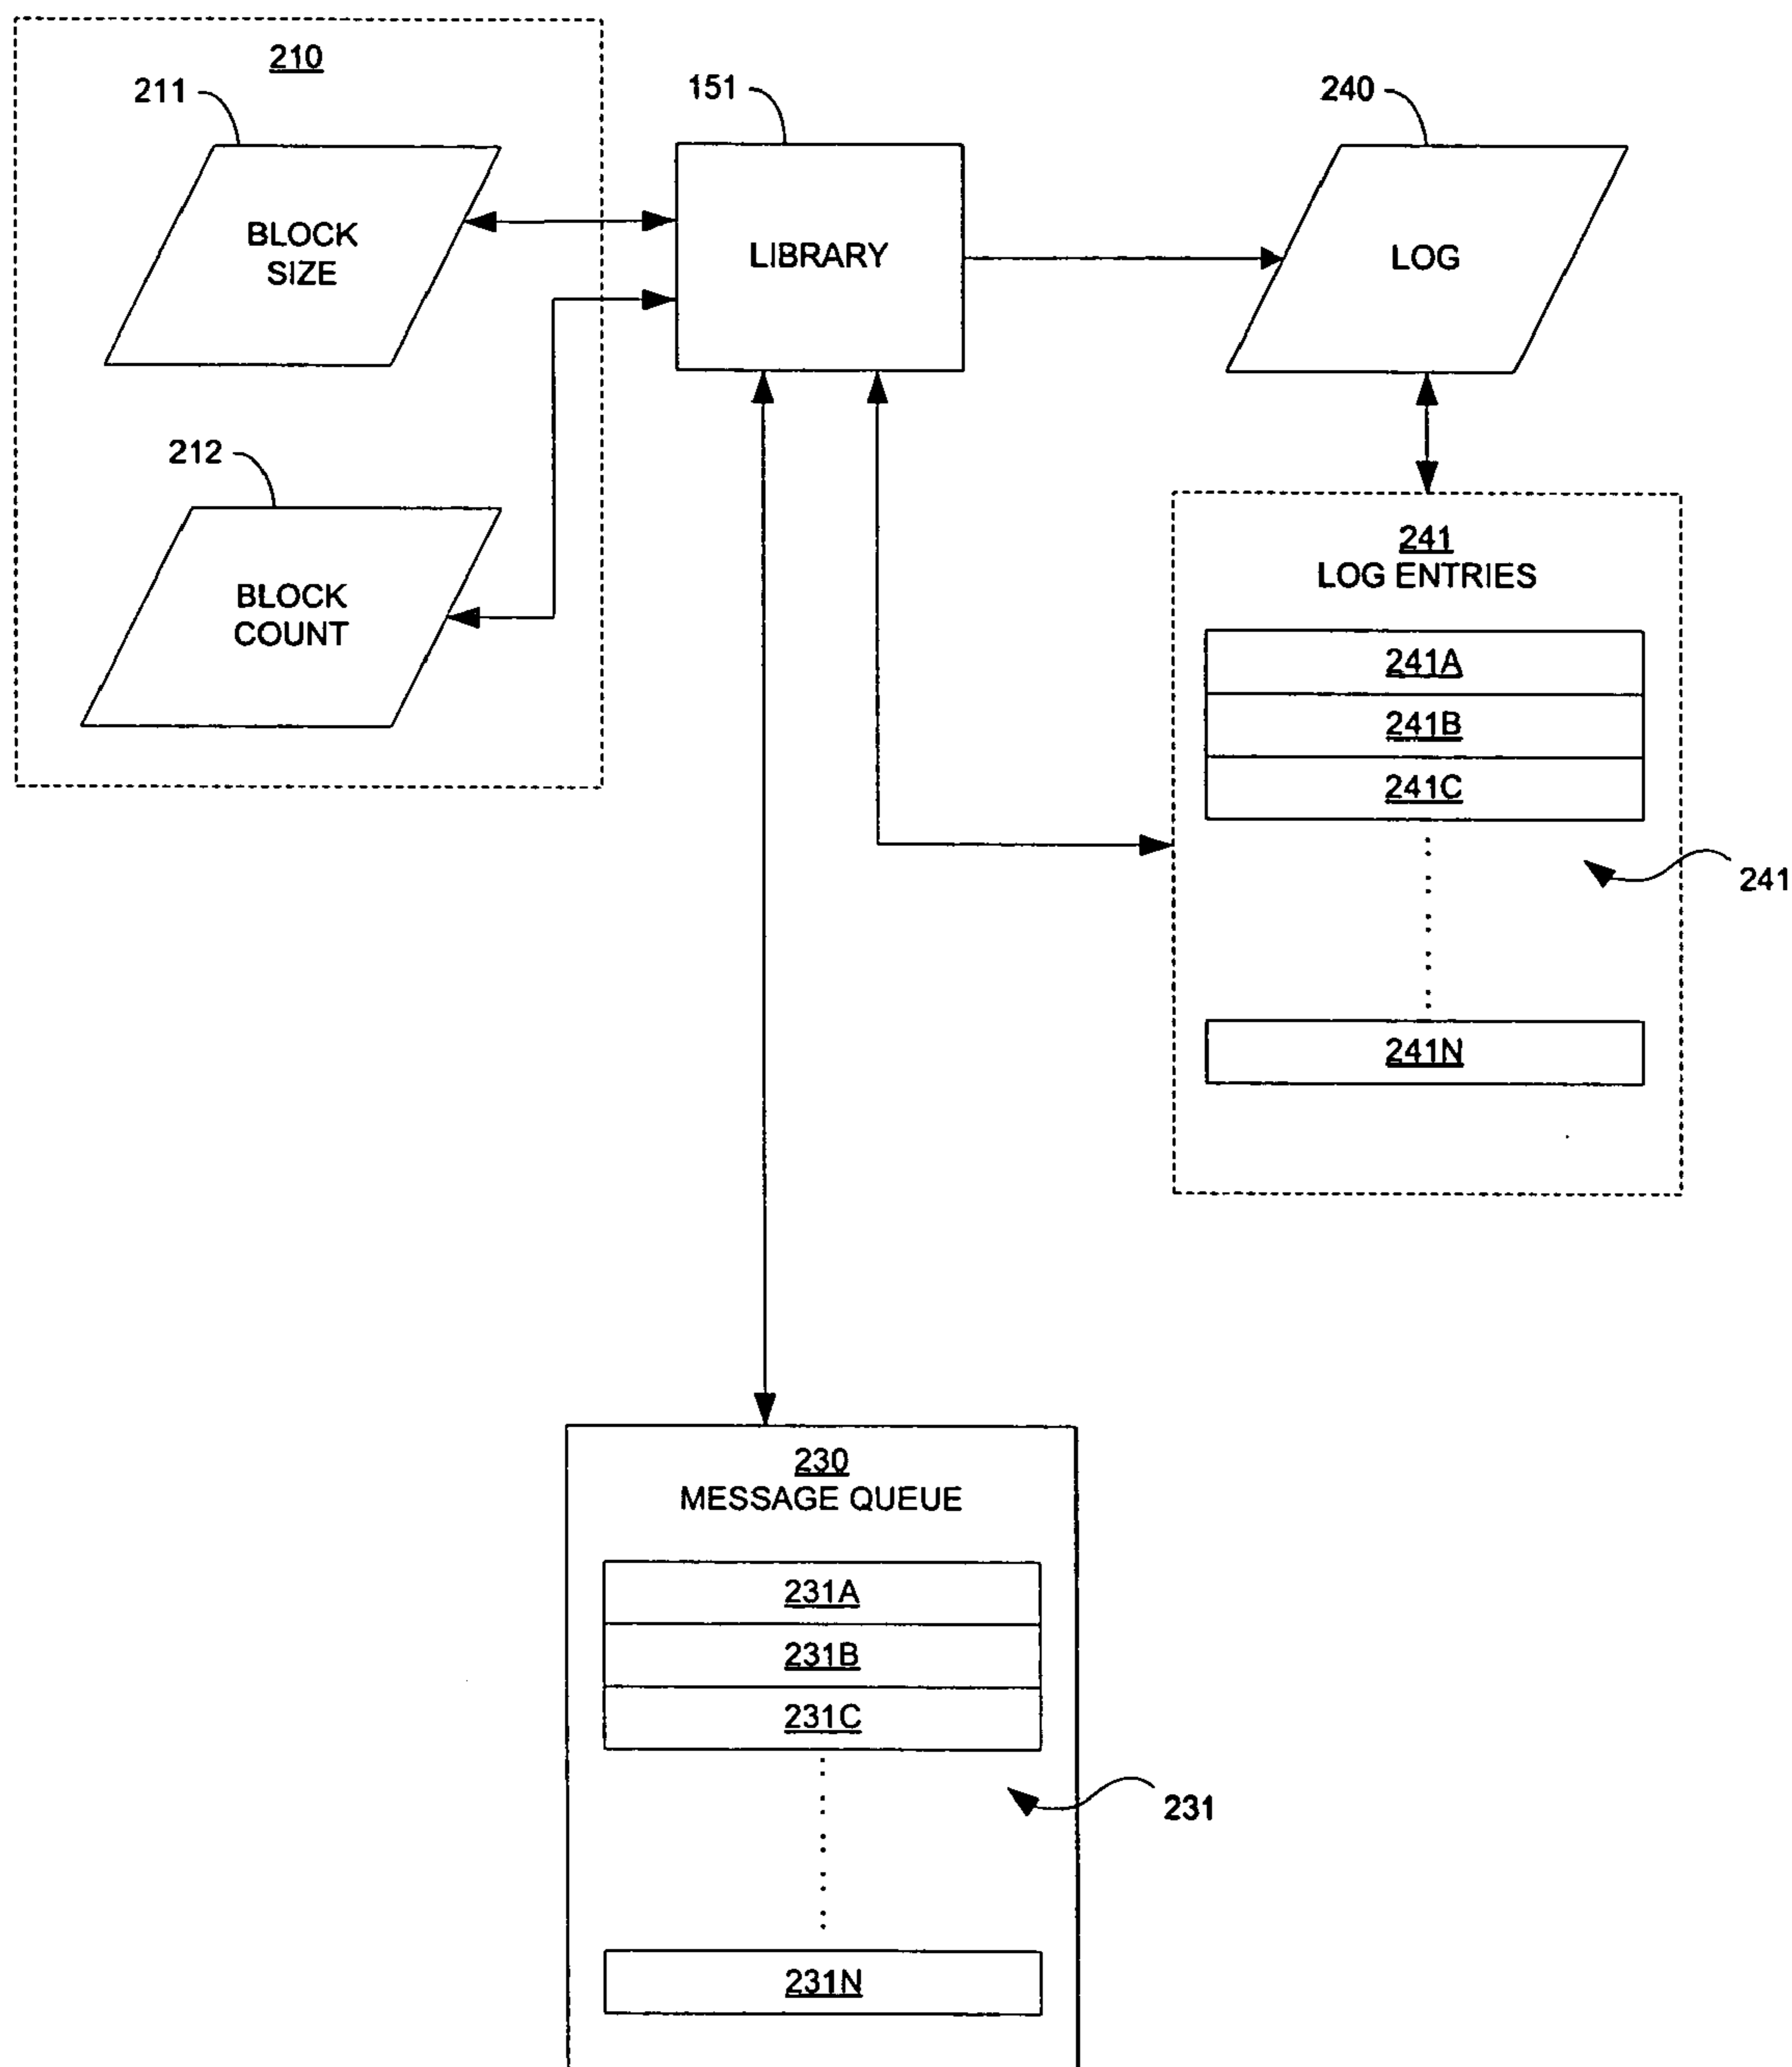 210
211
BLOCK
SIZE
212
BLOCK
COUNT
151
LIBRARY
240
LOG
241
LOG ENTRIES
241A
241B
241C
241
241N
230
MESSAGE QUEUE
231A
231B
231C
231
231N